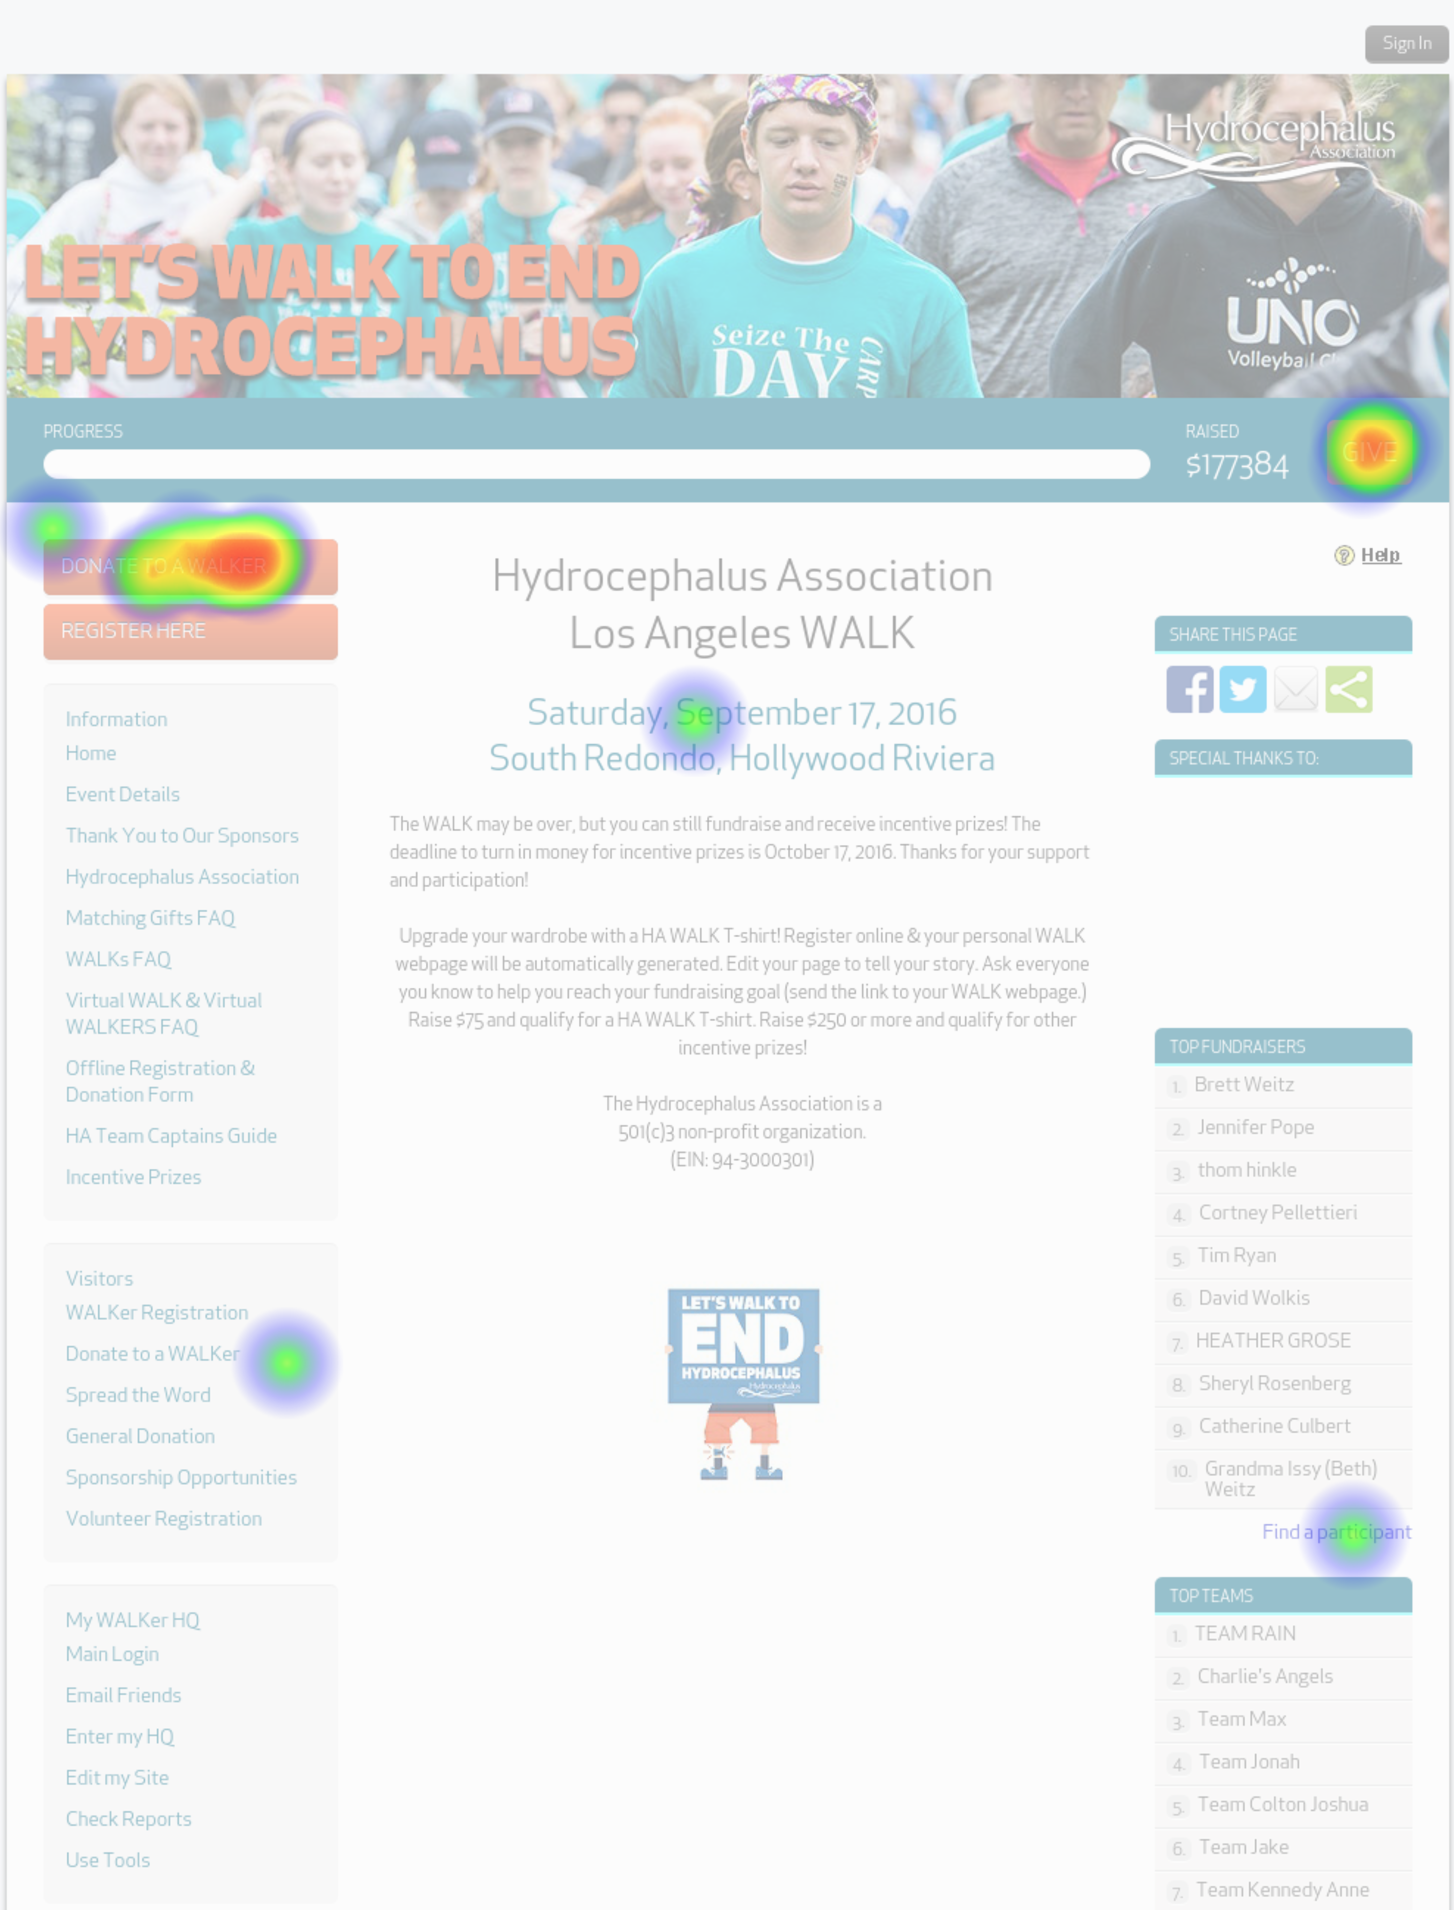 Sign In
Hydrocephalus
Association
LET'S WALK TO END
HYDROCEPHALUS
Seize The
DAY
CARP
UNO
Volleyball
PROGRESS
RAISED
$177384
GIVE
DONATE TO A WALKER
REGISTER HERE
Information
Home
Event Details
Thank You to Our Sponsors
Hydrocephalus Association
Matching Gifts FAQ
WALKs FAQ
Virtual WALK & Virtual
WALKERS FAQ
Offline Registration &
Donation Form
HA Team Captains Guide
Incentive Prizes
Visitors
WALKer Registration
Donate to a WALKer
Spread the Word
General Donation
Sponsorship Opportunities
Volunteer Registration
My WALKer HQ
Main Login
Email Friends
Enter my HQ
Edit my Site
Check Reports
Use Tools
Hydrocephalus Association
Los Angeles WALK
Saturday, September 17, 2016
South Redondo, Hollywood Riviera
The WALK may be over, but you can still fundraise and receive incentive prizes! The
deadline to turn in money for incentive prizes is October 17, 2016. Thanks for your support
and participation!
Upgrade your wardrobe with a HA WALK T-shirt! Register online & your personal WALK
webpage will be automatically generated. Edit your page to tell your story. Ask everyone
you know to help you reach your fundraising goal (send the link to your WALK webpage.)
Raise $75 and qualify for a HA WALK T-shirt. Raise $250 or more and qualify for other
incentive prizes!
The Hydrocephalus Association is a
501(c)3 non-profit organization.
(EIN: 94-3000301)
LET'S WALK TO
END
HYDROCEPHALUS
Hydrocephalus
? Help
SHARE THIS PAGE
SPECIAL THANKS TO:
TOP FUNDRAISERS
1. Brett Weitz
2. Jennifer Pope
3. thom hinkle
4. Cortney Pellettieri
5. Tim Ryan
6. David Wolkis
7. HEATHER GROSE
8. Sheryl Rosenberg
9. Catherine Culbert
10. Grandma Issy (Beth)
Weitz
Find a participant
TOP TEAMS
1. TEAM RAIN
2. Charlie's Angels
3. Team Max
4. Team Jonah
5. Team Colton Joshua
6. Team Jake
7. Team Kennedy Anne